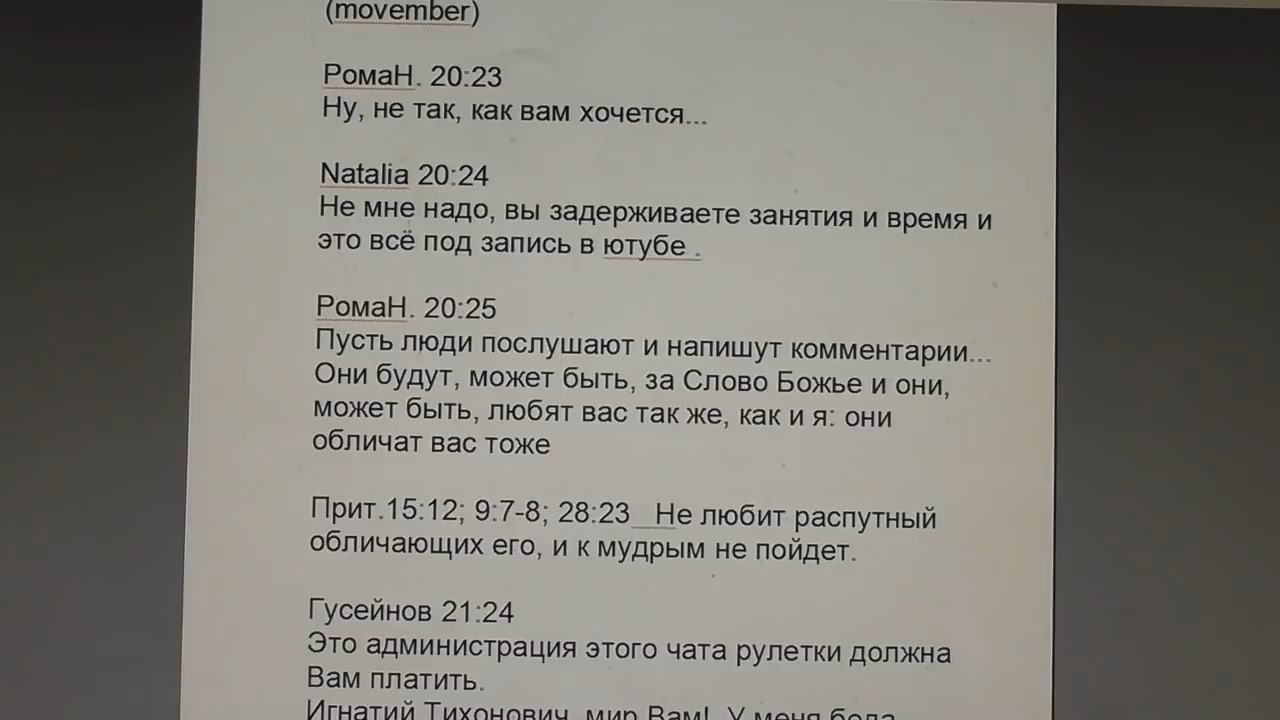 (movember)
РомаН. 20:23
Ну, не так, как вам хочется...
Natalia 20:24
Не мне надо, вы задерживаете занятия и время и
это всё под запись в ютубе .
РомаН. 20:25
Пусть люди послушают и напишут комментарии...
Они будут, может быть, за Слово Божье и они,
может быть, любят вас так же, как и я: они
обличат вас тоже
Прит.15:12; 9:7-8; 28:23   Не любит распутный
обличающих его, и к мудрым не пойдет.
Гусейнов 21:24
Это администрация этого чата рулетки должна
Вам платить.
Игнатий Тихонович, мир Вам! У меня беда